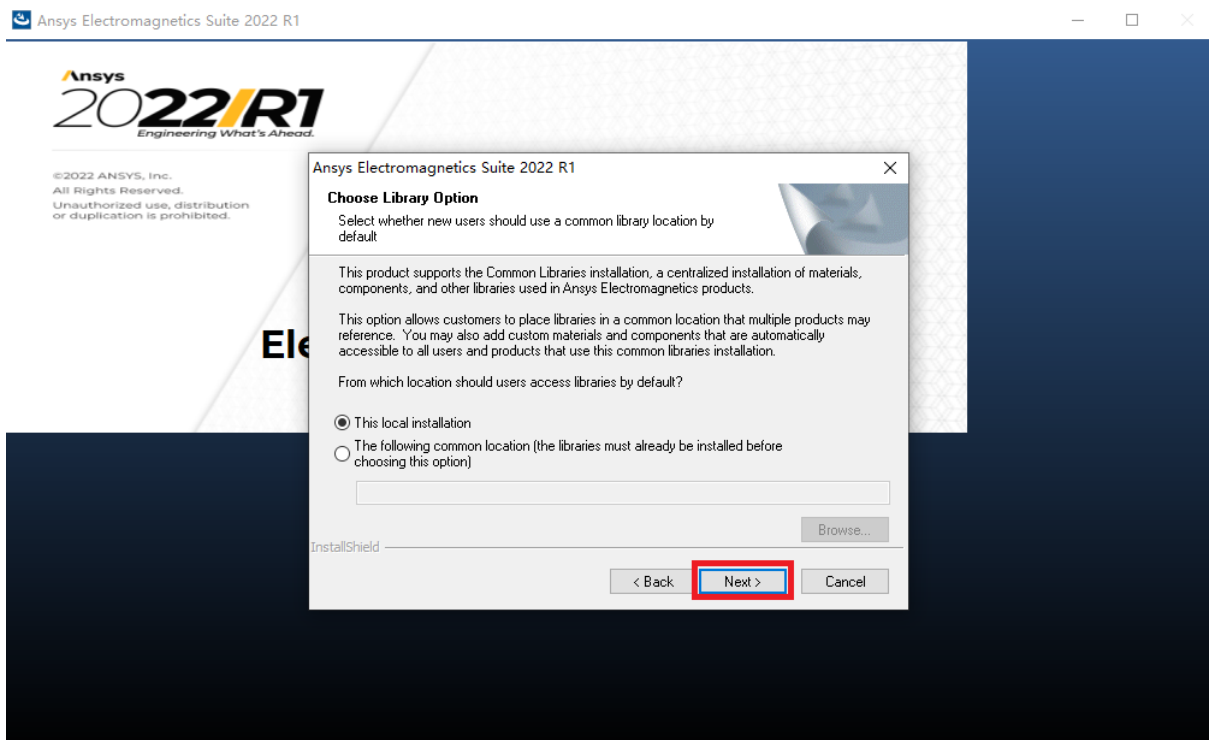 Ansys Electromagnetics Suite 2022 R1
Ansys
2022/R1
Engineering What's Ahead.
©2022 ANSYS, Inc.
All Rights Reserved.
Unauthorized use, distribution
or duplication is prohibited.
Ele
Ansys Electromagnetics Suite 2022 R1
Choose Library Option
Select whether new users should use a common library location by
default
This product supports the Common Libraries installation, a centralized installation of materials,
components, and other libraries used in Ansys Electromagnetics products.
This option allows customers to place libraries in a common location that multiple products may
reference.  You may also add custom materials and components that are automatically
accessible to all users and products that use this common libraries installation.
From which location should users access libraries by default?
This local installation
The following common location (the libraries must already be installed before
choosing this option)
Browse...
InstallShield
< Back
Next >
Cancel